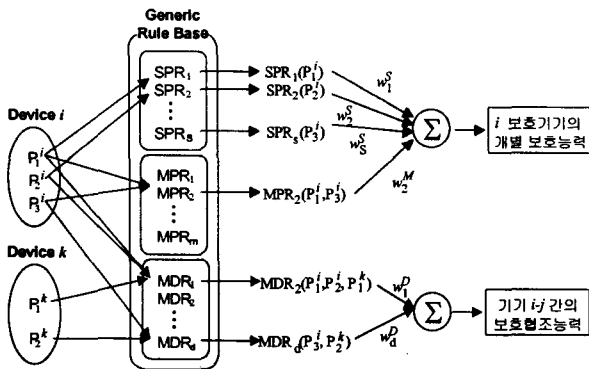 Generic
Rule Base
Device i
P₁ⁱ
P₂ⁱ
P₃ⁱ
Device k
P₁ᵏ
P₂ᵏ
SPR₁
SPR₂
⋮
SPRs
MPR₁
MPR₂
⋮
MPRm
MDR₁
MDR₂
⋮
MDRd
SPR₁(P₁ⁱ)
SPR₂(P₂ⁱ)
SPRs(P₃ⁱ)
MPR₂(P₁ⁱ,P₃ⁱ)
MDR₂(P₁ⁱ,P₂ⁱ,P₁ᵏ)
MDRd(P₃ⁱ,P₂ᵏ)
w₁ˢ
w₂ˢ
wₛˢ
w₂ᴹ
w₁ᴰ
w_dᴰ
Σ
Σ
i 보호기기의
개별 보호능력
기기 i-j 간의
보호협조능력